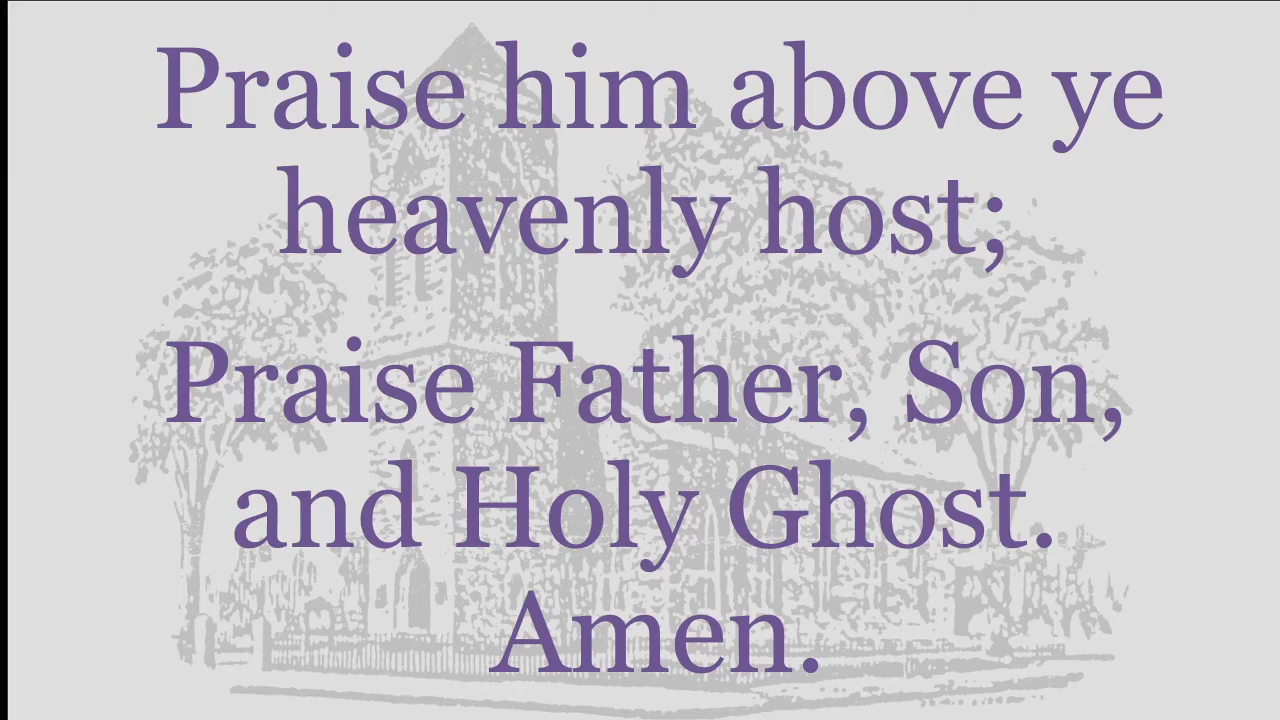 Praise him above ye
heavenly host;
Praise Father, Son,
and Holy Ghost.
Amen.